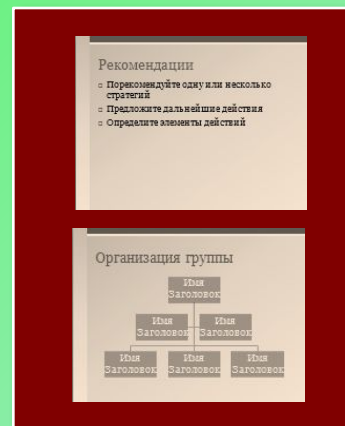 Рекомендации
Порекомендуйте одну или несколько
стратегий
Предложите дальнейшие действия
Определите элементы действий
Организация группы
Имя
Заголовок
Имя
Заголовок
Имя
Заголовок
Имя
Заголовок
Имя
Заголовок
Имя
Заголовок